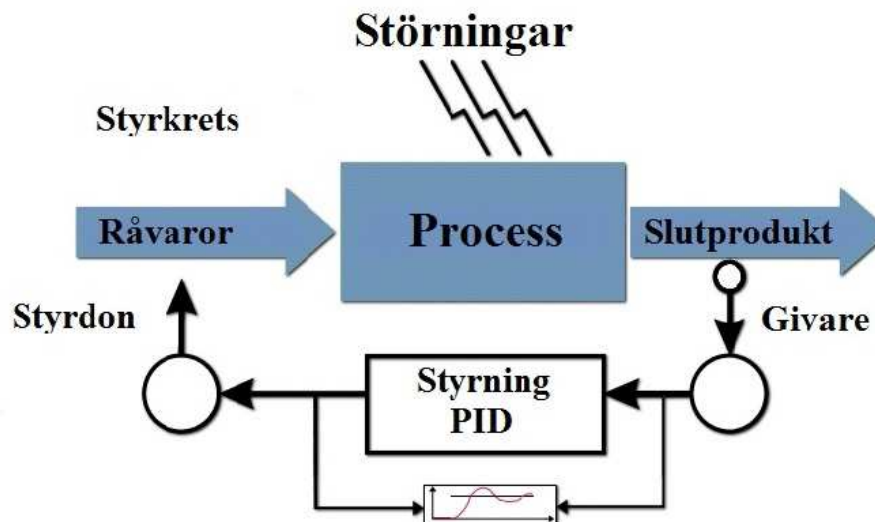 Störningar
Styrkrets
Råvaror
Process
Slutprodukt
Styrdon
Givare
Styrning
PID